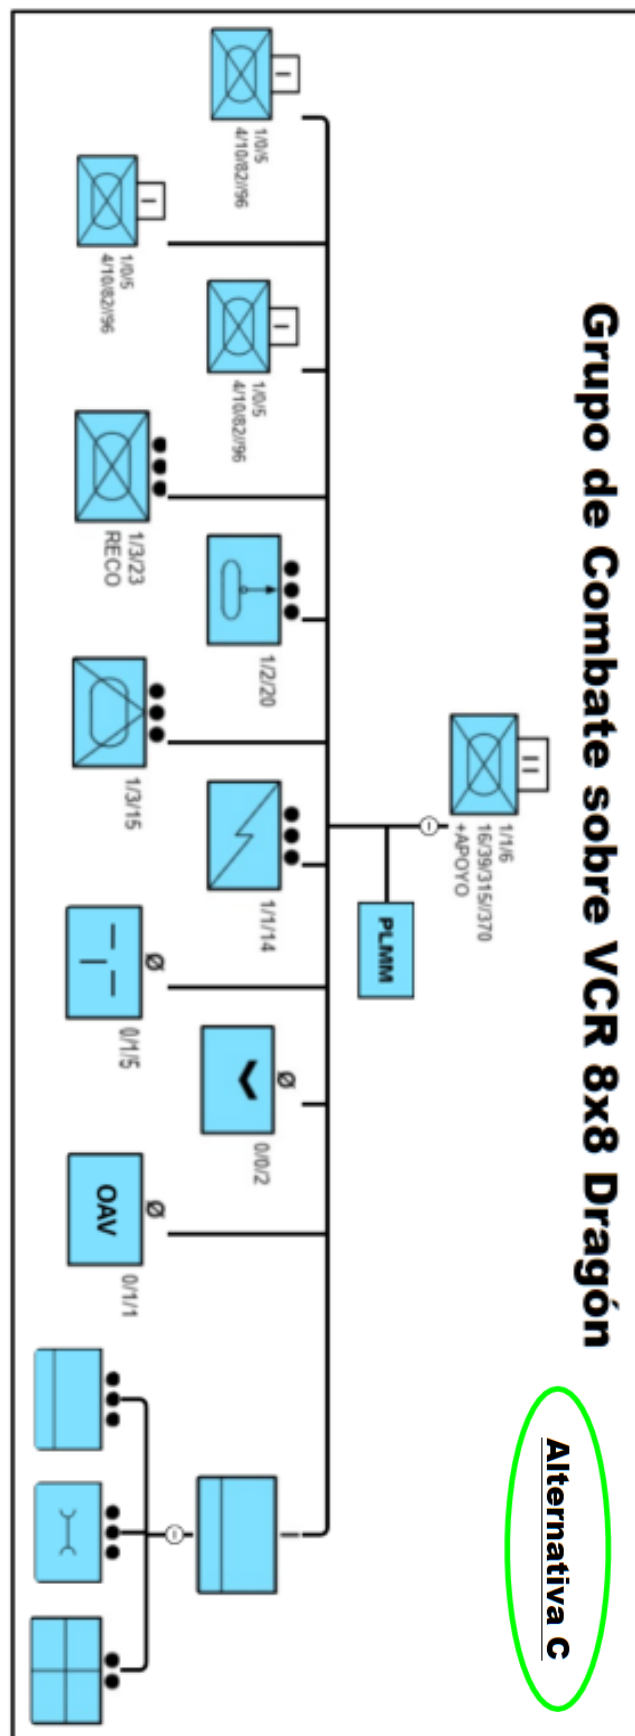 Grupo de Combate sobre VCR 8x8 Dragón
Alternativa C
1/1/6
16/39/315//370
+APOYO
PLMM
1/0/5
4/10/82//96
1/0/5
4/10/82//96
1/0/5
4/10/82//96
1/3/23
RECO
1/2/20
1/3/15
1/1/14
0/1/5
0/0/2
OAV
0/1/1